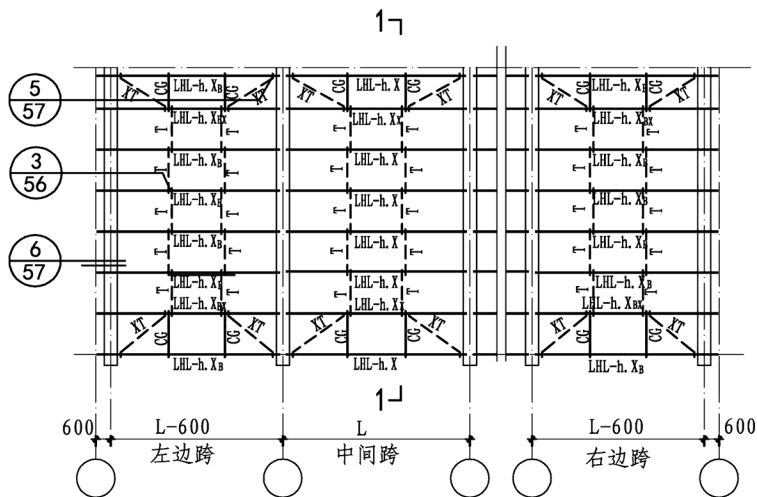 1
5
57
XT CG LHL-h.XB CG XT XT CG LHL-h.X CG XT XT CG LHL-h.XB CG XT
LHL-h.XBX LHL-h.XX LHL-h.XBX
T T T T T T
3
56
LHL-h.XB LHL-h.X LHL-h.XB
T T T T T T
LHL-h.XB LHL-h.X LHL-h.XB
T T T T T T
6
57
LHL-h.XB LHL-h.X LHL-h.XB
T T T T T T
LHL-h.XB LHL-h.X LHL-h.XB
T T T T T T
LHL-h.XBX LHL-h.XX LHL-h.XBX
XT CG CG XT XT CG CG XT XT CG CG XT
LHL-h.XB LHL-h.X LHL-h.XB
1
600 L-600 L L-600 600
左边跨 中间跨 右边跨